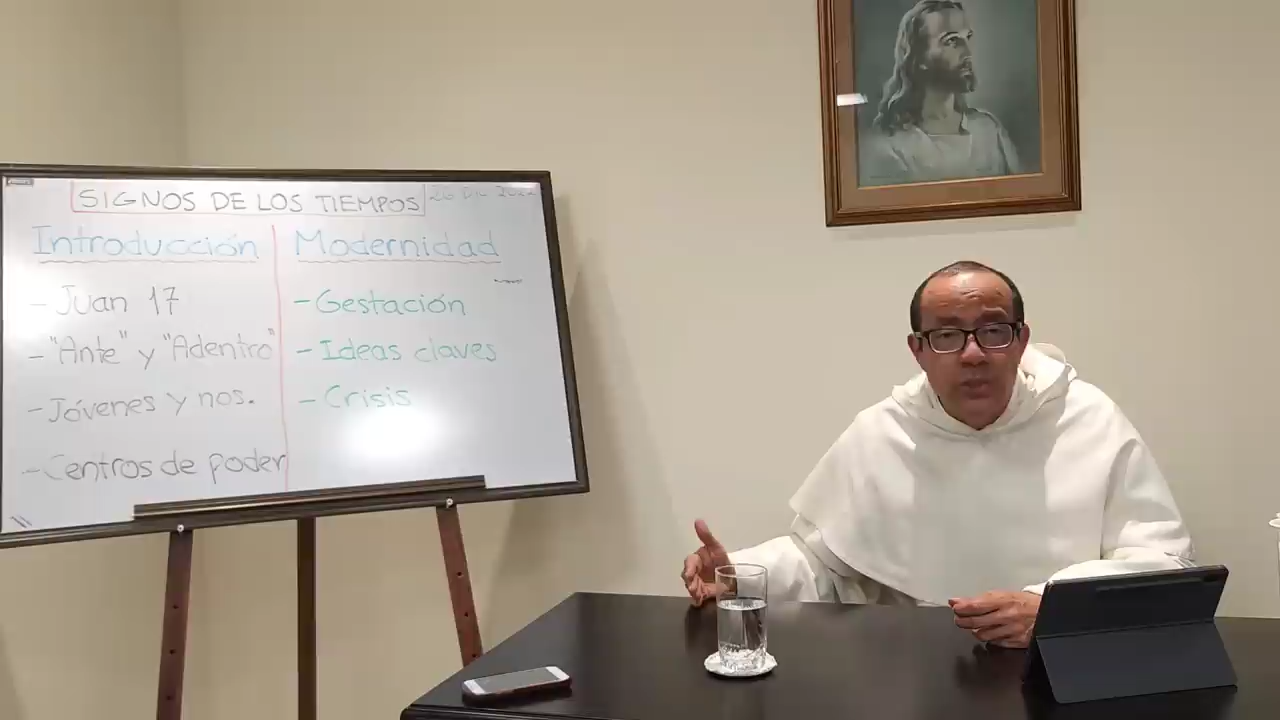 SIGNOS DE LOS TIEMPOS
Introducción
- Juan 17
- "Ante" y "Adentro"
- Jóvenes y nos.
- Centros de poder
Modernidad
- Gestación
- Ideas claves
- Crisis